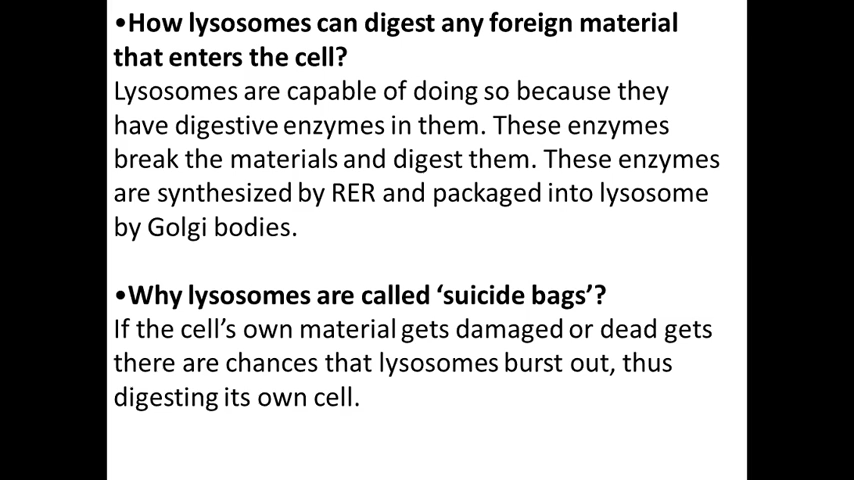 •How lysosomes can digest any foreign material
that enters the cell?
Lysosomes are capable of doing so because they
have digestive enzymes in them. These enzymes
break the materials and digest them. These enzymes
are synthesized by RER and packaged into lysosome
by Golgi bodies.
•Why lysosomes are called ‘suicide bags’?
If the cell’s own material gets damaged or dead gets
there are chances that lysosomes burst out, thus
digesting its own cell.